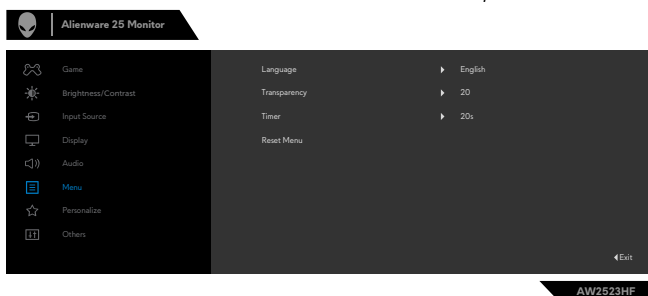 Alienware 25 Monitor
Game
Brightness/Contrast
Input Source
Display
Audio
Menu
Personalize
Others
Language English
Transparency 20
Timer 20s
Reset Menu
Exit
AW2523HF